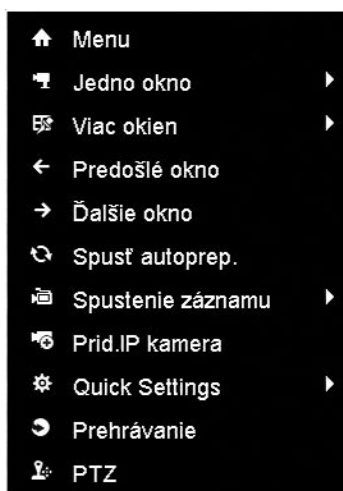 Menu
Jedno okno
Viac okien
Predošlé okno
Ďalšie okno
Spusť autoprep.
Spustenie záznamu
Prid.IP kamera
Quick Settings
Prehrávanie
PTZ